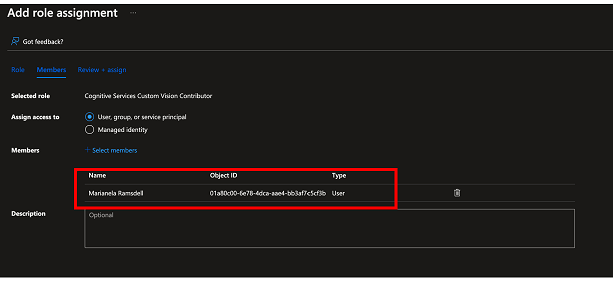 Add role assignment ...
Got feedback?
Role Members Review + assign
Selected role Cognitive Services Custom Vision Contributor
Assign access to User, group, or service principal
Managed identity
Members + Select members
Name Object ID Type
Marianela Ramsdell 01a80c00-6e78-4dca-aae4-bb3af7c5cf3b User
Description Optional